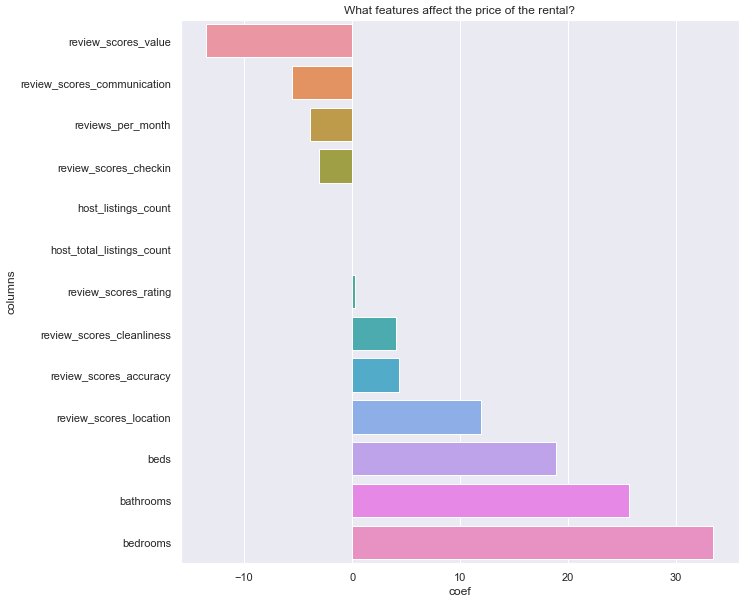 What features affect the price of the rental?
review_scores_value
review_scores_communication
reviews_per_month
review_scores_checkin
host_listings_count
host_total_listings_count
review_scores_rating
review_scores_cleanliness
review_scores_accuracy
review_scores_location
beds
bathrooms
bedrooms
columns
−10
0
10
20
30
coef